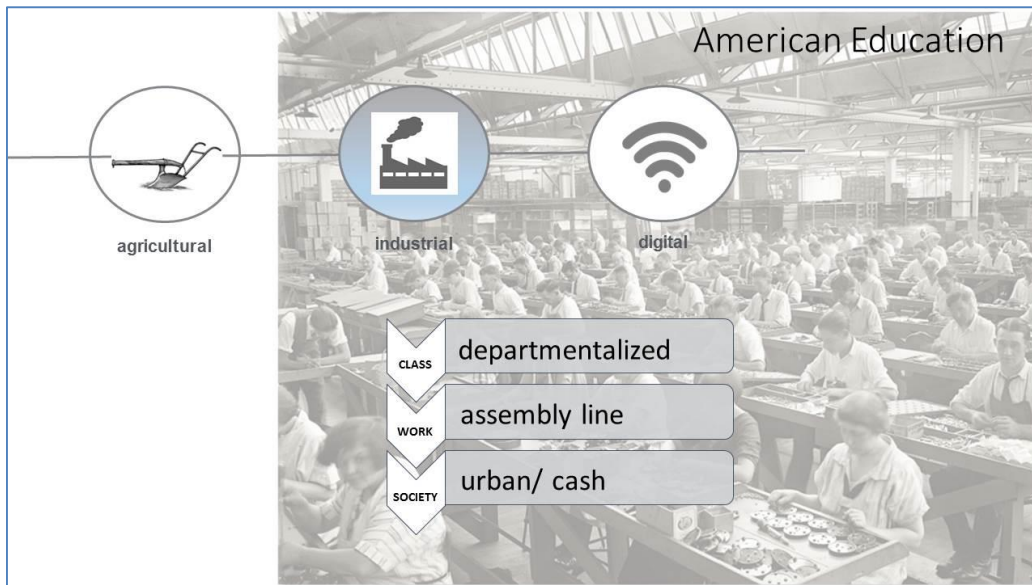 American Education
agricultural
industrial
digital
CLASS
departmentalized
WORK
assembly line
SOCIETY
urban/ cash